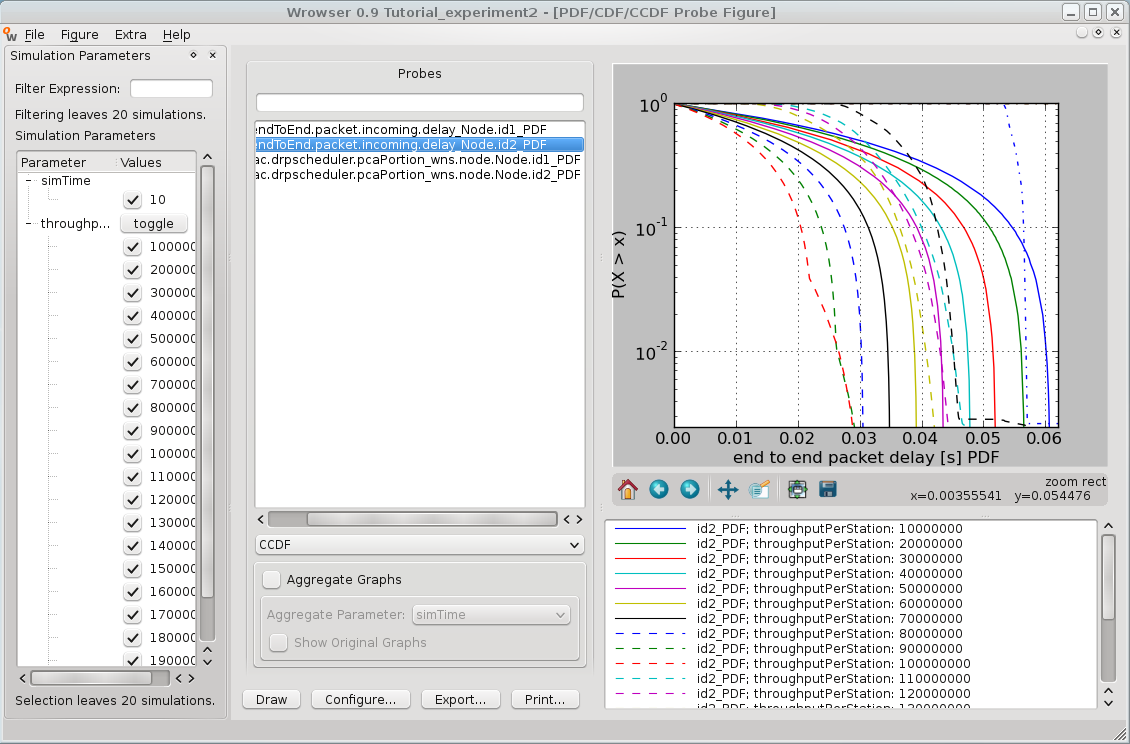 Wrowser 0.9 Tutorial_experiment2 - [PDF/CDF/CCDF Probe Figure]
File Figure Extra Help
Simulation Parameters
Filter Expression:
Filtering leaves 20 simulations.
Simulation Parameters
Parameter Values
simTime
10
throughp... toggle
100000
200000
300000
400000
500000
600000
700000
800000
900000
100000
110000
120000
130000
140000
150000
160000
170000
180000
190000
Selection leaves 20 simulations.
Probes
endToEnd.packet.incoming.delay_Node.id1_PDF
endToEnd.packet.incoming.delay_Node.id2_PDF
ac.drpscheduler.pcaPortion_wns.node.Node.id1_PDF
ac.drpscheduler.pcaPortion_wns.node.Node.id2_PDF
CCDF
Aggregate Graphs
Aggregate Parameter: simTime
Show Original Graphs
Draw Configure... Export... Print...
P(X > x)
10^0
10^-1
10^-2
0.00 0.01 0.02 0.03 0.04 0.05 0.06
end to end packet delay [s] PDF
zoom rect
x=0.00355541 y=0.054476
id2_PDF; throughputPerStation: 10000000
id2_PDF; throughputPerStation: 20000000
id2_PDF; throughputPerStation: 30000000
id2_PDF; throughputPerStation: 40000000
id2_PDF; throughputPerStation: 50000000
id2_PDF; throughputPerStation: 60000000
id2_PDF; throughputPerStation: 70000000
id2_PDF; throughputPerStation: 80000000
id2_PDF; throughputPerStation: 90000000
id2_PDF; throughputPerStation: 100000000
id2_PDF; throughputPerStation: 110000000
id2_PDF; throughputPerStation: 120000000
id2_PDF; throughputPerStation: 130000000